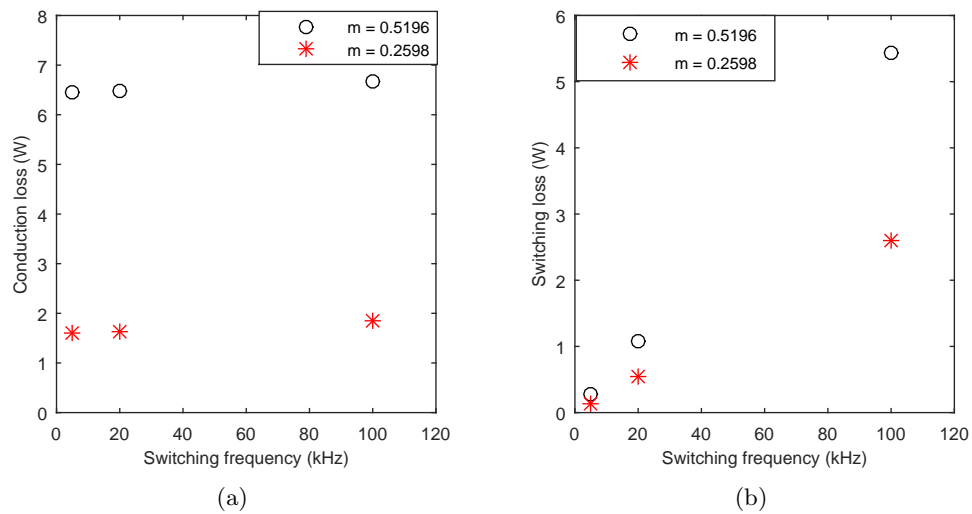 m = 0.5196
m = 0.2598
8
7
6
5
4
3
2
1
0
Conduction loss (W)
0 20 40 60 80 100 120
Switching frequency (kHz)
(a)
m = 0.5196
m = 0.2598
6
5
4
3
2
1
0
Switching loss (W)
0 20 40 60 80 100 120
Switching frequency (kHz)
(b)